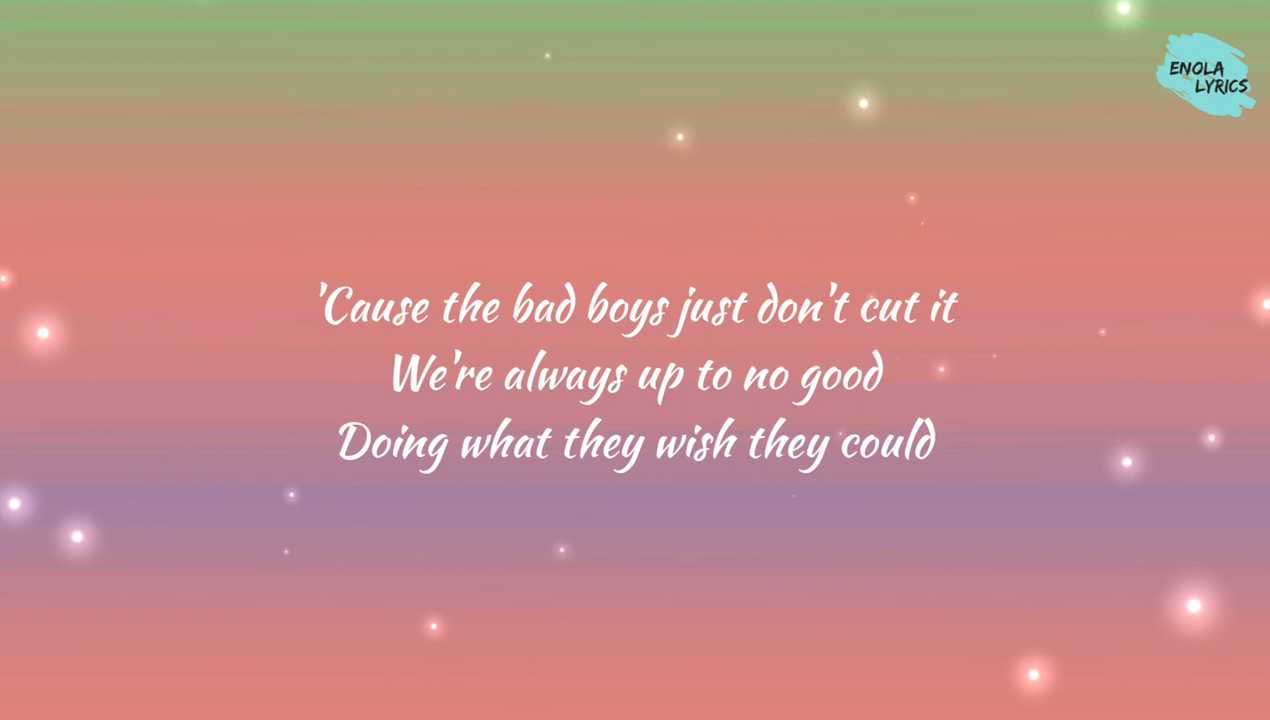 ENOLA
LYRICS
'Cause the bad boys just don't cut it
We're always up to no good
Doing what they wish they could